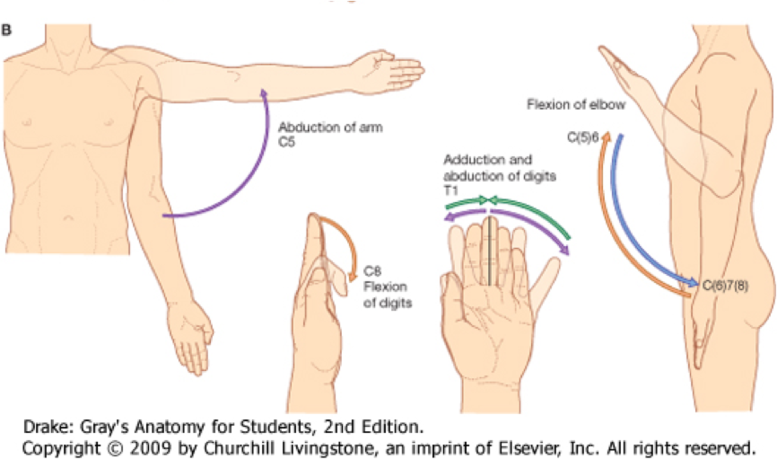 B
Abduction of arm
C5
Flexion of elbow
C(5)6
Adduction and
abduction of digits
T1
C8
Flexion
of digits
C(6)7(8)
Drake: Gray's Anatomy for Students, 2nd Edition.
Copyright © 2009 by Churchill Livingstone, an imprint of Elsevier, Inc. All rights reserved.